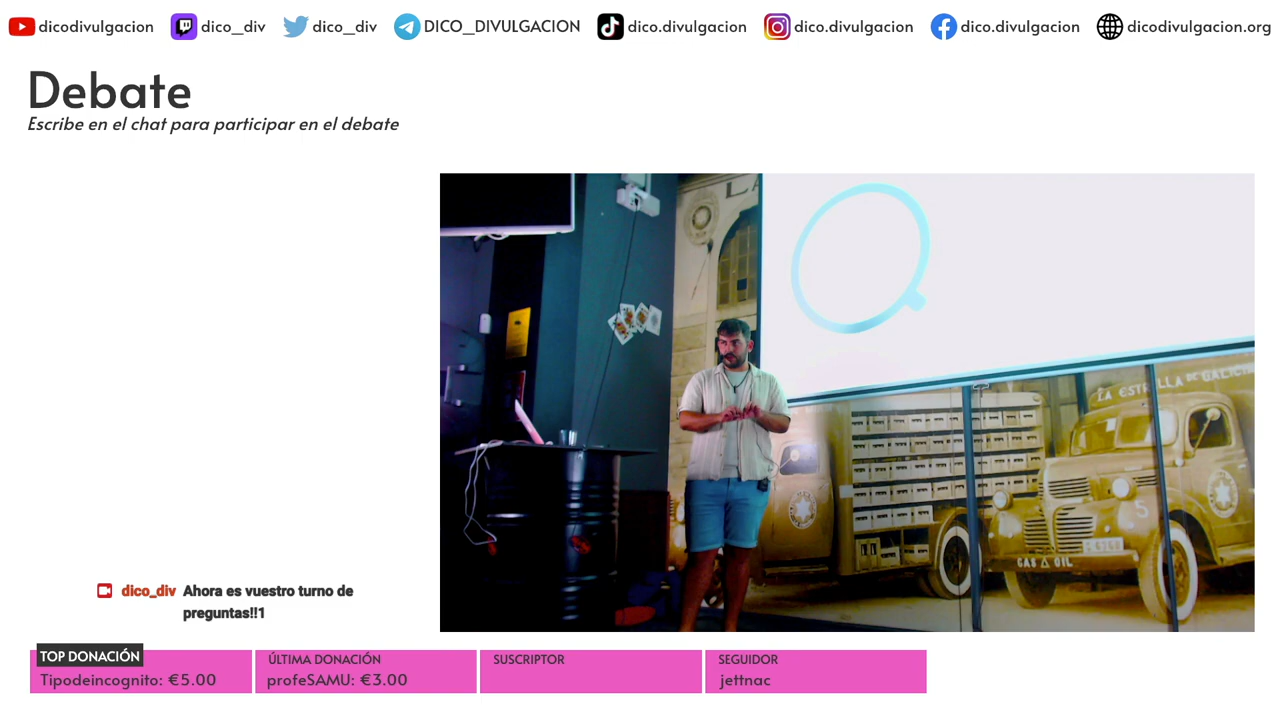 dicodivulgacion dico_div dico_div DICO_DIVULGACION dico.divulgacion dico.divulgacion dico.divulgacion dicodivulgacion.org
Debate
Escribe en el chat para participar en el debate
LA
LA ESTRELLA DE GALICIA
5
GAS OIL
dico_div Ahora es vuestro turno de
preguntas!!1
TOP DONACIÓN ÚLTIMA DONACIÓN SUSCRIPTOR SEGUIDOR
Tipodeincognito: €5.00 profeSAMU: €3.00 jettnac